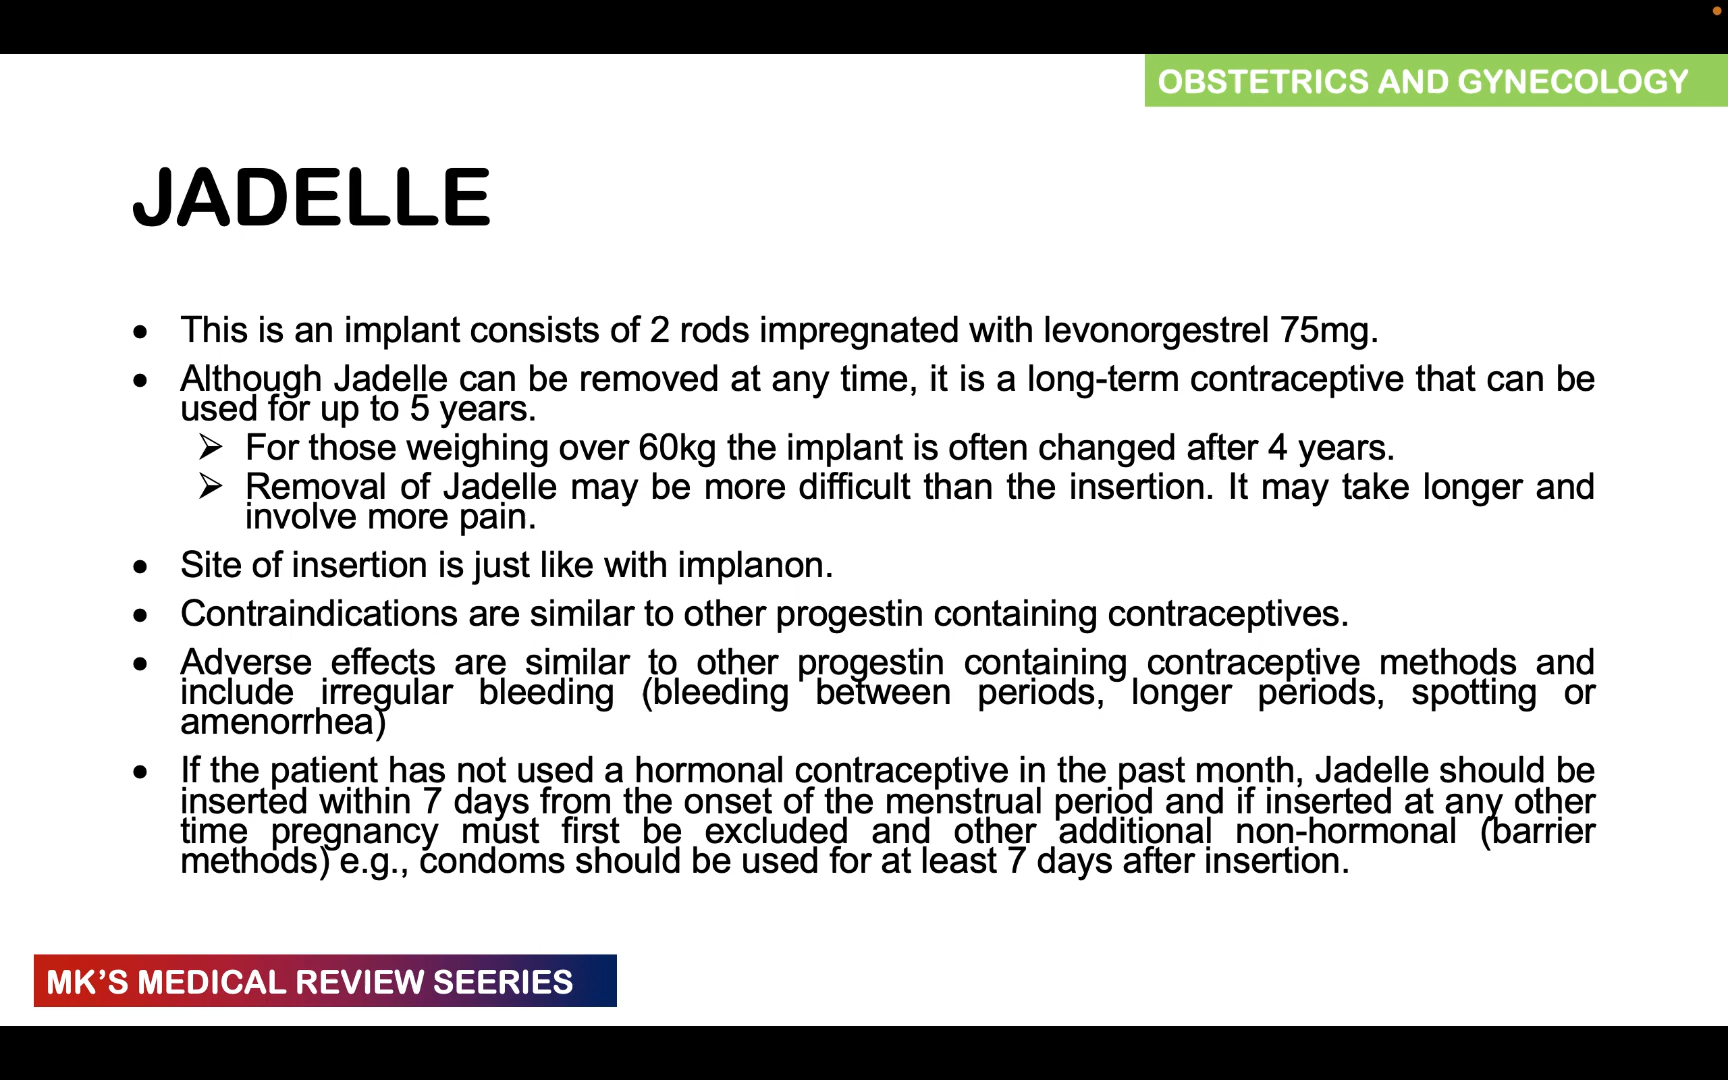 OBSTETRICS AND GYNECOLOGY
JADELLE
• This is an implant consists of 2 rods impregnated with levonorgestrel 75mg.
• Although Jadelle can be removed at any time, it is a long-term contraceptive that can be
used for up to 5 years.
➢ For those weighing over 60kg the implant is often changed after 4 years.
➢ Removal of Jadelle may be more difficult than the insertion. It may take longer and
involve more pain.
• Site of insertion is just like with implanon.
• Contraindications are similar to other progestin containing contraceptives.
• Adverse effects are similar to other progestin containing contraceptive methods and
include irregular bleeding (bleeding between periods, longer periods, spotting or
amenorrhea)
• If the patient has not used a hormonal contraceptive in the past month, Jadelle should be
inserted within 7 days from the onset of the menstrual period and if inserted at any other
time pregnancy must first be excluded and other additional non-hormonal (barrier
methods) e.g., condoms should be used for at least 7 days after insertion.
MK’S MEDICAL REVIEW SEERIES